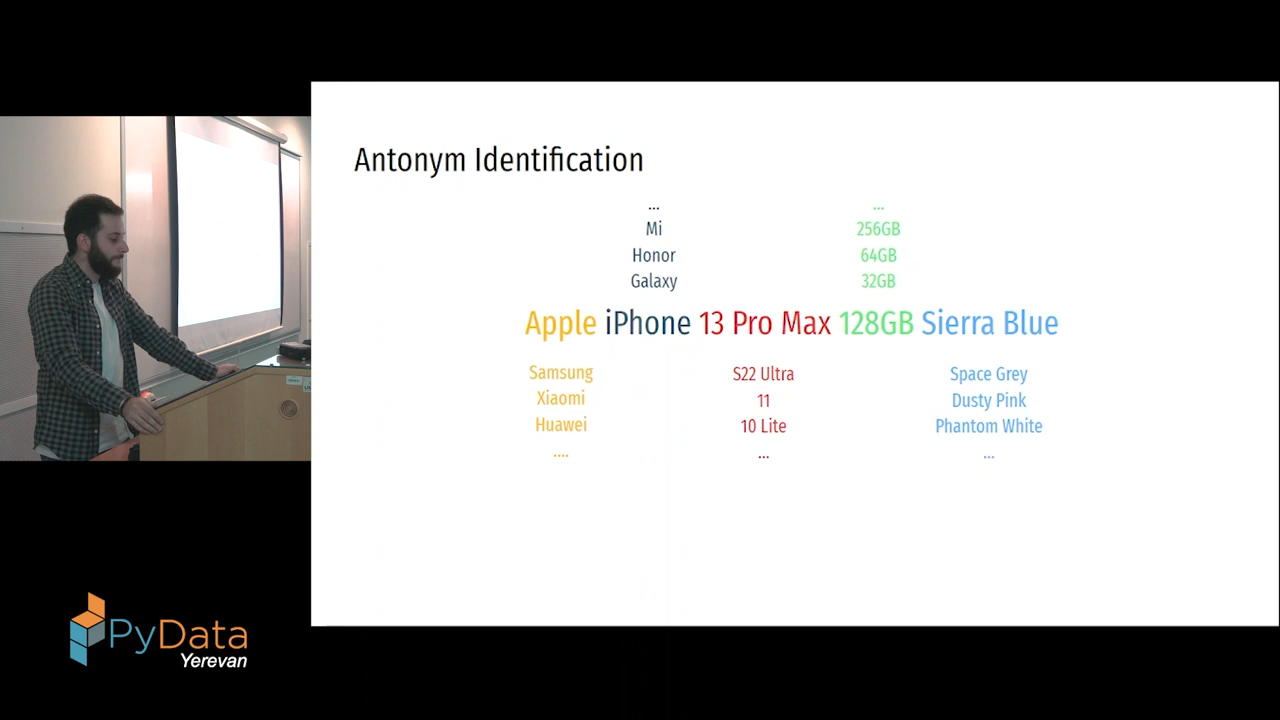 Antonym Identification
...
Mi
Honor
Galaxy
...
256GB
64GB
32GB
Apple iPhone 13 Pro Max 128GB Sierra Blue
Samsung
Xiaomi
Huawei
....
S22 Ultra
11
10 Lite
...
Space Grey
Dusty Pink
Phantom White
...
PyData
Yerevan